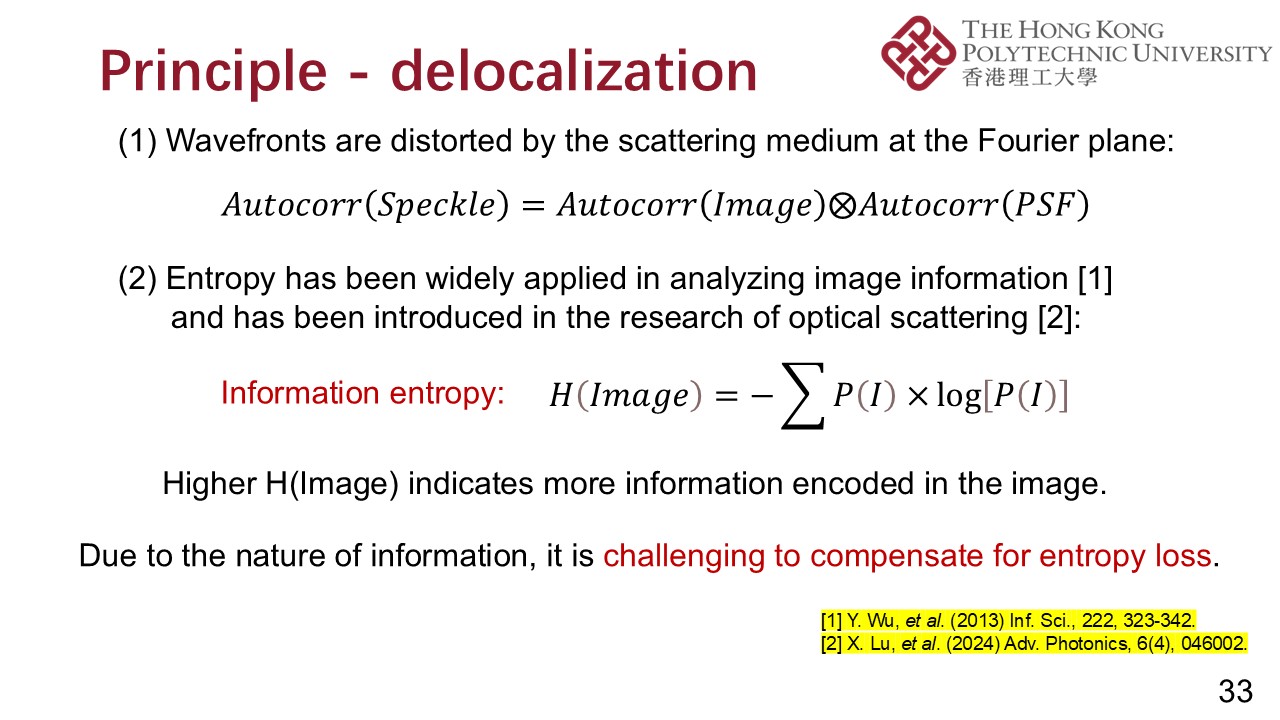 Principle - delocalization
THE HONG KONG
POLYTECHNIC UNIVERSITY
香港理工大學
(1) Wavefronts are distorted by the scattering medium at the Fourier plane:
Autocorr(Speckle) = Autocorr(Image)⊗Autocorr(PSF)
(2) Entropy has been widely applied in analyzing image information [1]
and has been introduced in the research of optical scattering [2]:
Information entropy: H(Image) = −∑ P(I) × log[P(I)]
Higher H(Image) indicates more information encoded in the image.
Due to the nature of information, it is challenging to compensate for entropy loss.
[1] Y. Wu, et al. (2013) Inf. Sci., 222, 323-342.
[2] X. Lu, et al. (2024) Adv. Photonics, 6(4), 046002.
33